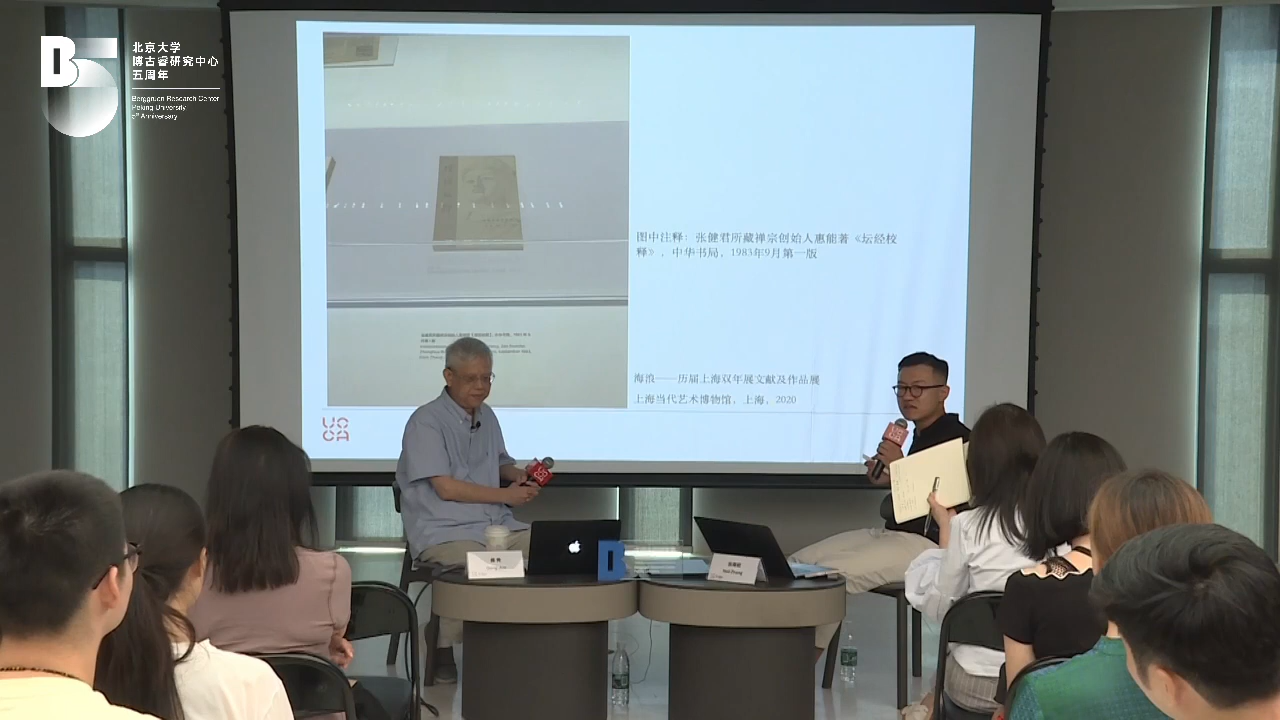 北京大学
博古睿研究中心
五周年
Berggruen Research Center
Peking University
5th Anniversary
图中注释：张健君所藏禅宗创始人惠能著《坛经校
释》，中华书局，1983年9月第一版
海浪——历届上海双年展文献及作品展
上海当代艺术博物馆，上海，2020
UCCA
B